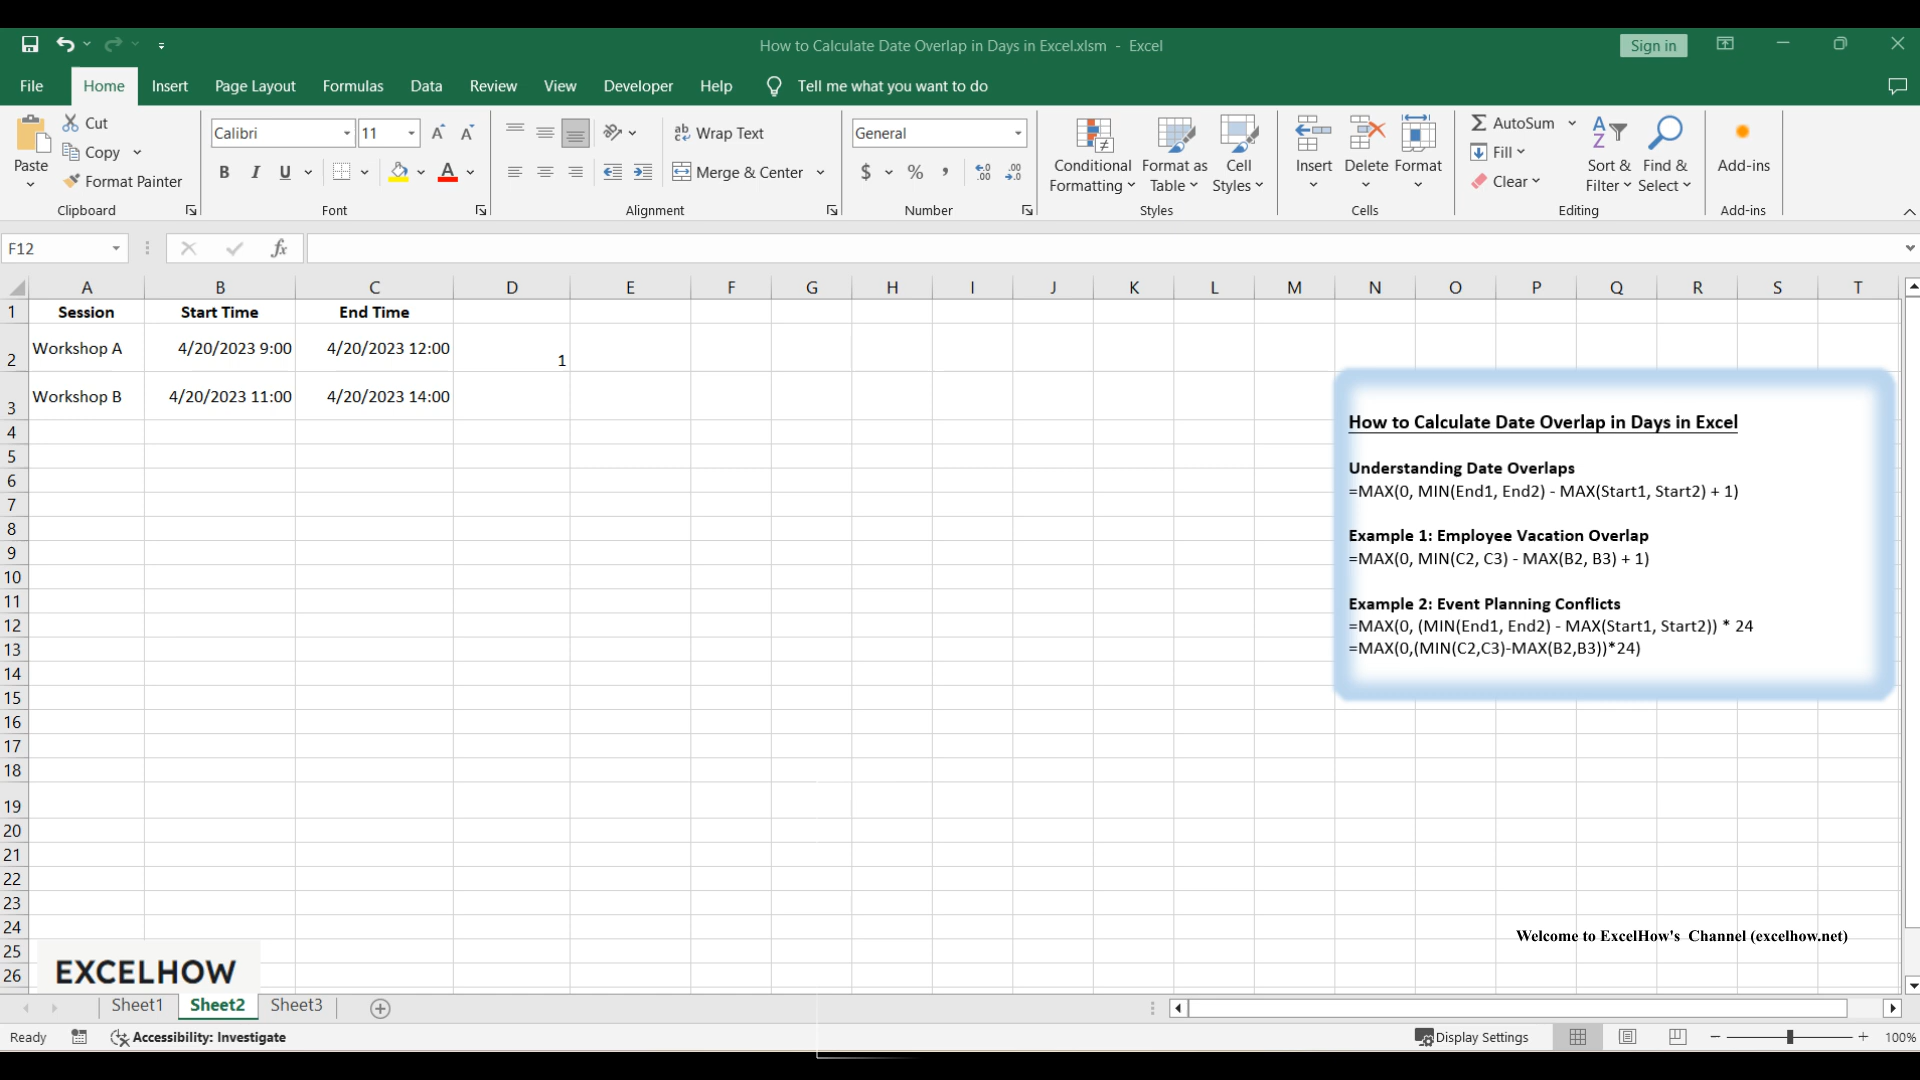 How to Calculate Date Overlap in Days in Excel.xlsm - Excel
Sign in
File Home Insert Page Layout Formulas Data Review View Developer Help Tell me what you want to do
Paste
Cut
Copy
Format Painter
Clipboard
Calibri 11
B I U
Font
Wrap Text
Merge & Center
Alignment
General
$ % ,
Number
Conditional Formatting
Format as Table
Cell Styles
Styles
Insert Delete Format
Cells
AutoSum
Fill
Clear
Sort & Filter
Find & Select
Editing
Add-ins
Add-ins
F12 fx
A B C D E F G H I J K L M N O P Q R S T
1 Session Start Time End Time
2 Workshop A 4/20/2023 9:00 4/20/2023 12:00 1
3 Workshop B 4/20/2023 11:00 4/20/2023 14:00
4
5
6
7
8
9
10
11
12
13
14
15
16
17
18
19
20
21
22
23
24
25
26
How to Calculate Date Overlap in Days in Excel
Understanding Date Overlaps
=MAX(0, MIN(End1, End2) - MAX(Start1, Start2) + 1)
Example 1: Employee Vacation Overlap
=MAX(0, MIN(C2, C3) - MAX(B2, B3) + 1)
Example 2: Event Planning Conflicts
=MAX(0, (MIN(End1, End2) - MAX(Start1, Start2)) * 24
=MAX(0,(MIN(C2,C3)-MAX(B2,B3))*24)
Welcome to ExcelHow's Channel (excelhow.net)
EXCELHOW
Sheet1 Sheet2 Sheet3
Ready Accessibility: Investigate Display Settings 100%